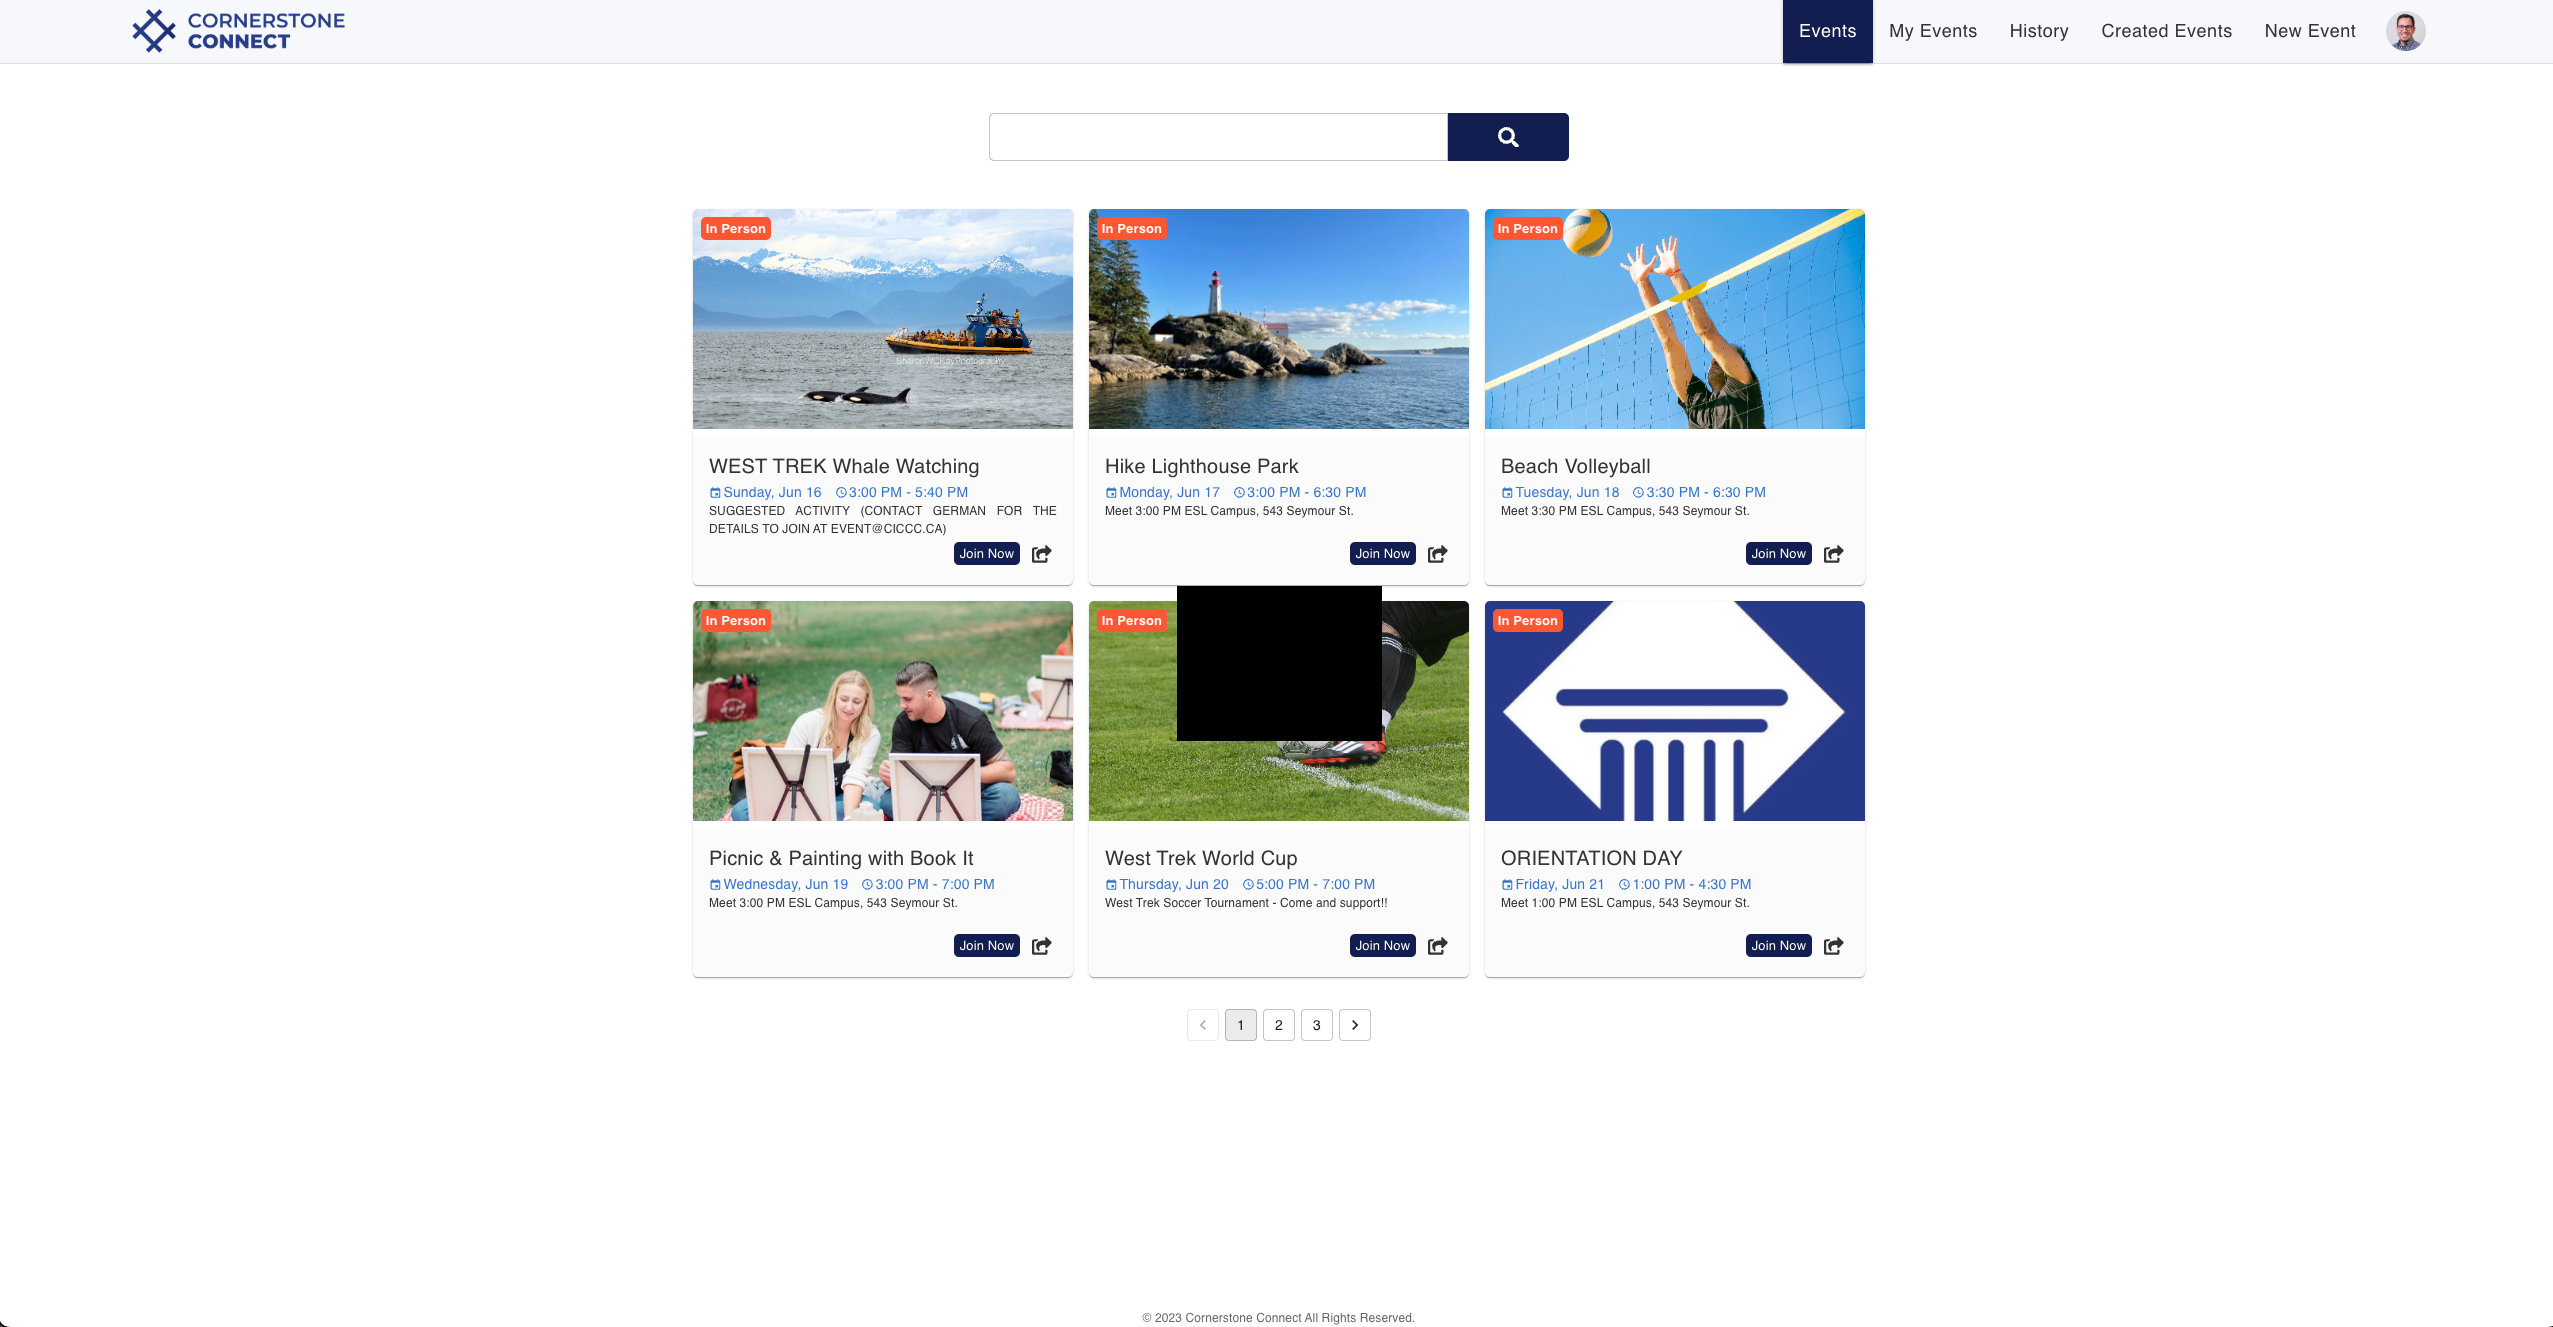 CORNERSTONE
CONNECT
Events
My Events
History
Created Events
New Event
In Person
WEST TREK Whale Watching
Sunday, Jun 16 3:00 PM - 5:40 PM
SUGGESTED ACTIVITY (CONTACT GERMAN FOR THE
DETAILS TO JOIN AT EVENT@CICCC.CA)
Join Now
In Person
Hike Lighthouse Park
Monday, Jun 17 3:00 PM - 6:30 PM
Meet 3:00 PM ESL Campus, 543 Seymour St.
Join Now
In Person
Beach Volleyball
Tuesday, Jun 18 3:30 PM - 6:30 PM
Meet 3:30 PM ESL Campus, 543 Seymour St.
Join Now
In Person
Picnic & Painting with Book It
Wednesday, Jun 19 3:00 PM - 7:00 PM
Meet 3:00 PM ESL Campus, 543 Seymour St.
Join Now
In Person
West Trek World Cup
Thursday, Jun 20 5:00 PM - 7:00 PM
West Trek Soccer Tournament - Come and support!!
Join Now
In Person
ORIENTATION DAY
Friday, Jun 21 1:00 PM - 4:30 PM
Meet 1:00 PM ESL Campus, 543 Seymour St.
Join Now
1
2
3
© 2023 Cornerstone Connect All Rights Reserved.